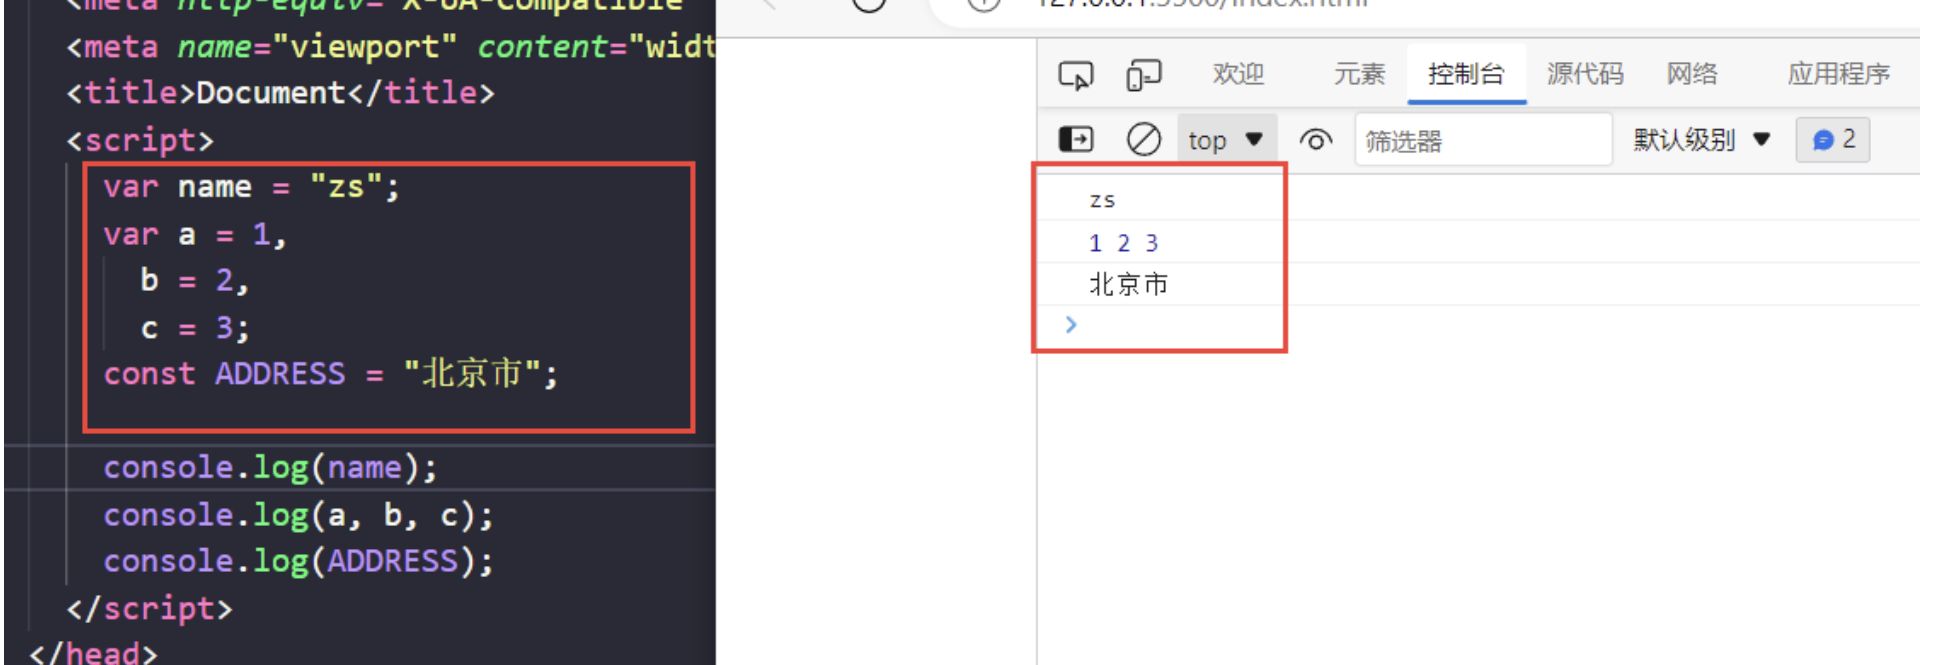 <meta http-equiv="X-UA-Compatible"
<meta name="viewport" content="widt
<title>Document</title>
<script>
var name = "zs";
var a = 1,
b = 2,
c = 3;
const ADDRESS = "北京市";
console.log(name);
console.log(a, b, c);
console.log(ADDRESS);
</script>
</head>
127.0.0.1:5500/index.html
欢迎 元素 控制台 源代码 网络 应用程序
top ▼ 筛选器 默认级别 ▼ 2
zs
1 2 3
北京市
>